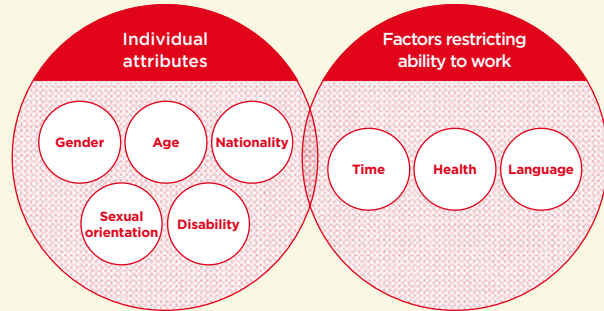 Individual
attributes
Factors restricting
ability to work
Gender
Age
Nationality
Sexual
orientation
Disability
Time
Health
Language